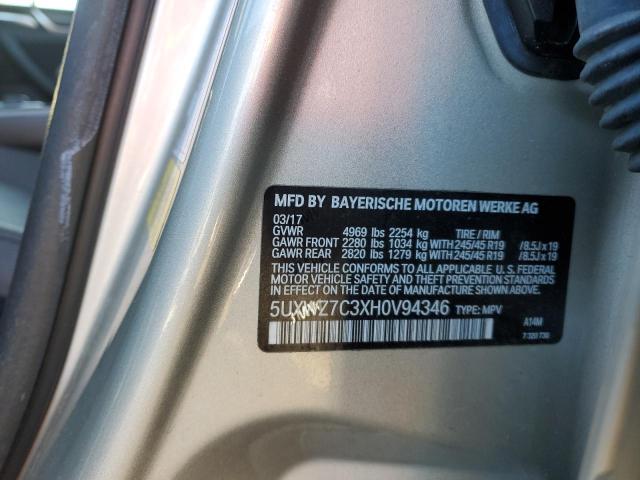 MFD BY BAYERISCHE MOTOREN WERKE AG
03/17
GVWR 4969 lbs 2254 kg TIRE / RIM
GAWR FRONT 2280 lbs 1034 kg WITH 245/45 R19 /8.5J x 19
GAWR REAR 2820 lbs 1279 kg WITH 245/45 R19 /8.5J x 19
THIS VEHICLE CONFORMS TO ALL APPLICABLE U.S. FEDERAL
MOTOR VEHICLE SAFETY, BUMPER, AND THEFT PREVENTION
STANDARDS IN EFFECT ON THE DATE OF MANUFACTURE
SHOWN ABOVE.
TYPE: MPV
A14M